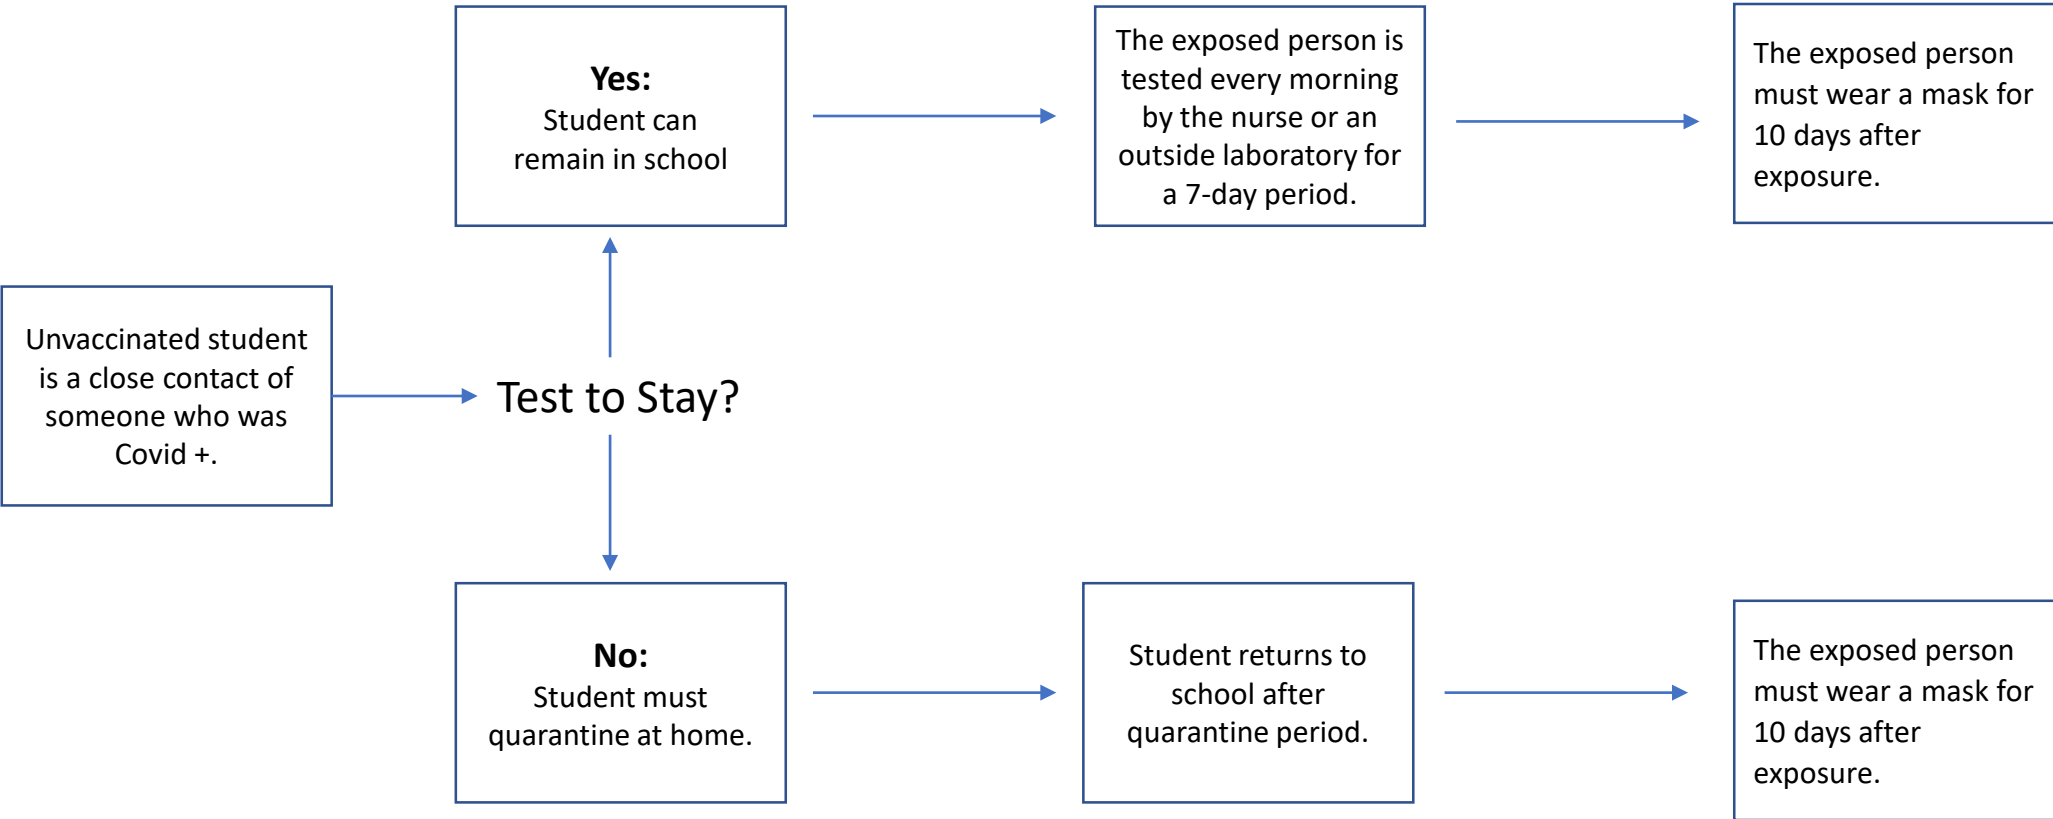 Unvaccinated student
is a close contact of
someone who was
Covid +.
Test to Stay?
Yes:
Student can
remain in school
The exposed person is
tested every morning
by the nurse or an
outside laboratory for
a 7-day period.
The exposed person
must wear a mask for
10 days after
exposure.
No:
Student must
quarantine at home.
Student returns to
school after
quarantine period.
The exposed person
must wear a mask for
10 days after
exposure.